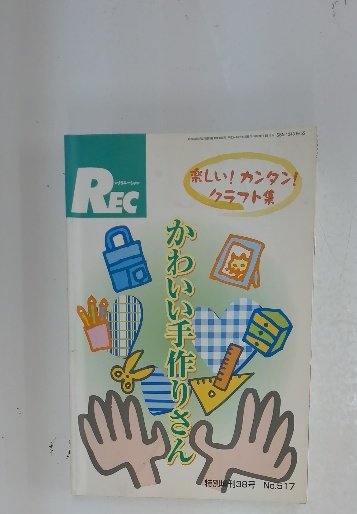 REC
楽しい! カンタン!
クラフト集
かわいい手作りさん
特別増刊38号 No.517